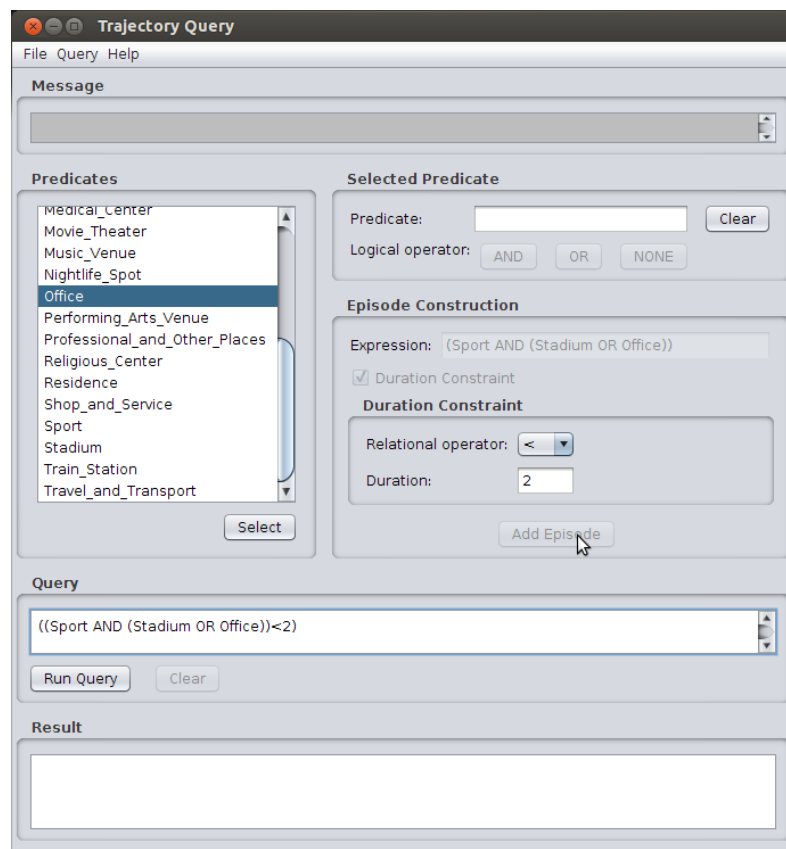 Trajectory Query
File Query Help
Message
Predicates
Medical_Center
Movie_Theater
Music_Venue
Nightlife_Spot
Office
Performing_Arts_Venue
Professional_and_Other_Places
Religious_Center
Residence
Shop_and_Service
Sport
Stadium
Train_Station
Travel_and_Transport
Select
Selected Predicate
Predicate: Clear
Logical operator: AND OR NONE
Episode Construction
Expression: (Sport AND (Stadium OR Office))
Duration Constraint
Duration Constraint
Relational operator: <
Duration: 2
Add Episode
Query
((Sport AND (Stadium OR Office))<2)
Run Query Clear
Result